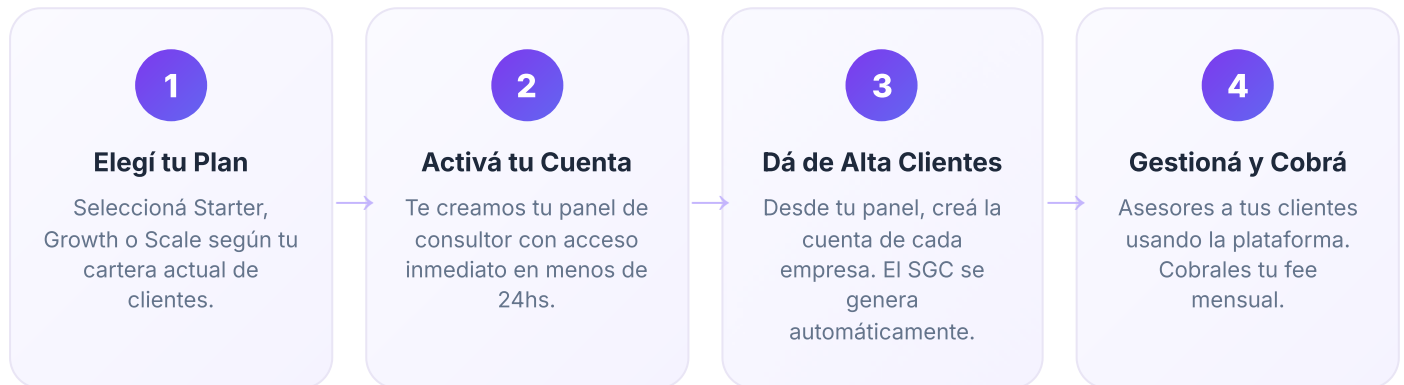 1
Elegí tu Plan
Seleccioná Starter,
Growth o Scale según tu
cartera actual de
clientes.
2
Activá tu Cuenta
Te creamos tu panel de
consultor con acceso
inmediato en menos de
24hs.
3
Dá de Alta Clientes
Desde tu panel, creá la
cuenta de cada
empresa. El SGC se
genera
automáticamente.
4
Gestioná y Cobrá
Asesores a tus clientes
usando la plataforma.
Cobrales tu fee
mensual.